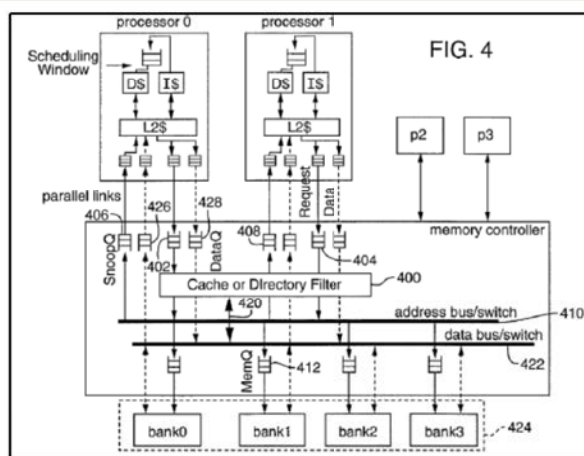 processor 0
processor 1
FIG. 4
Scheduling
Window
D$
I$
D$
I$
L2$
L2$
p2
p3
parallel links
Request
Data
406
426
428
408
memory controller
SnoopQ
402
DataQ
404
400
Cache or Directory Filter
420
address bus/switch
410
data bus/switch
422
MemQ
412
bank0
bank1
bank2
bank3
424